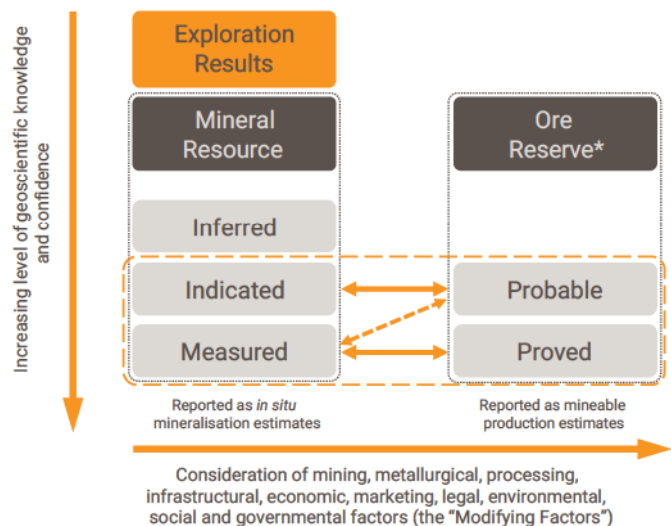 Exploration
Results
Mineral
Resource
Ore
Reserve*
Increasing level of geoscientific knowledge
and confidence
Inferred
Indicated
Probable
Measured
Proved
Reported as in situ
mineralisation estimates
Reported as mineable
production estimates
Consideration of mining, metallurgical, processing,
infrastructural, economic, marketing, legal, environmental,
social and governmental factors (the “Modifying Factors”)